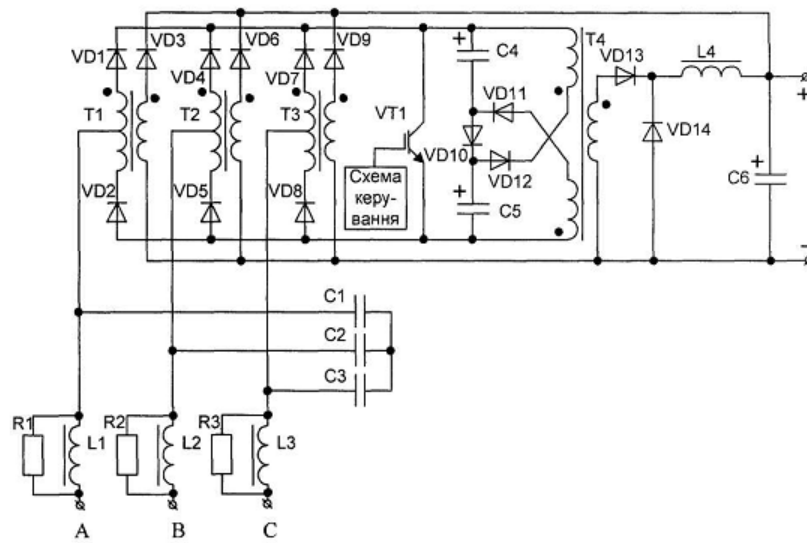 VD1
VD3
VD4
VD6
VD7
VD9
C4
T4
VD13
L4
T1
T2
T3
VT1
VD11
VD10
VD12
VD14
VD2
VD5
VD8
Схема
керу-
вання
C5
C6
+
+
+
+
−
C1
C2
C3
R1
L1
R2
L2
R3
L3
A
B
C